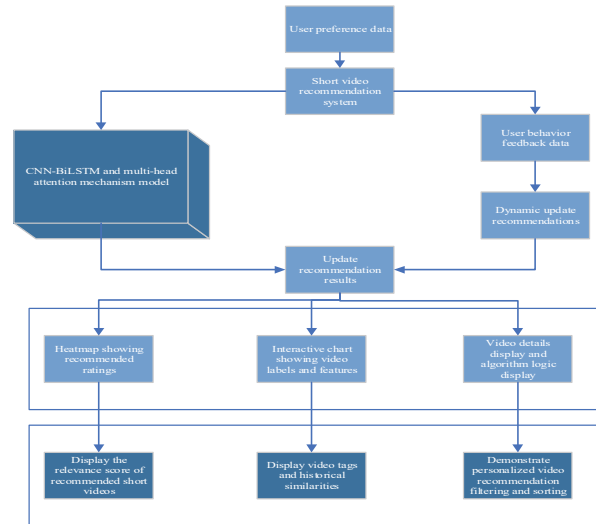 User preference data
Short video
recommendation
system
User behavior
feedback data
CNN-BiLSTM and multi-head
attention mechanism model
Dynamic update
recommendations
Update
recommendation
results
Heatmap showing
recommended
ratings
Interactive chart
showing video
labels and features
Video details
display and
algorithm logic
display
Display the
relevance score of
recommended short
videos
Display video tags
and historical
similarities
Demonstrate
personalized video
recommendation
filtering and sorting